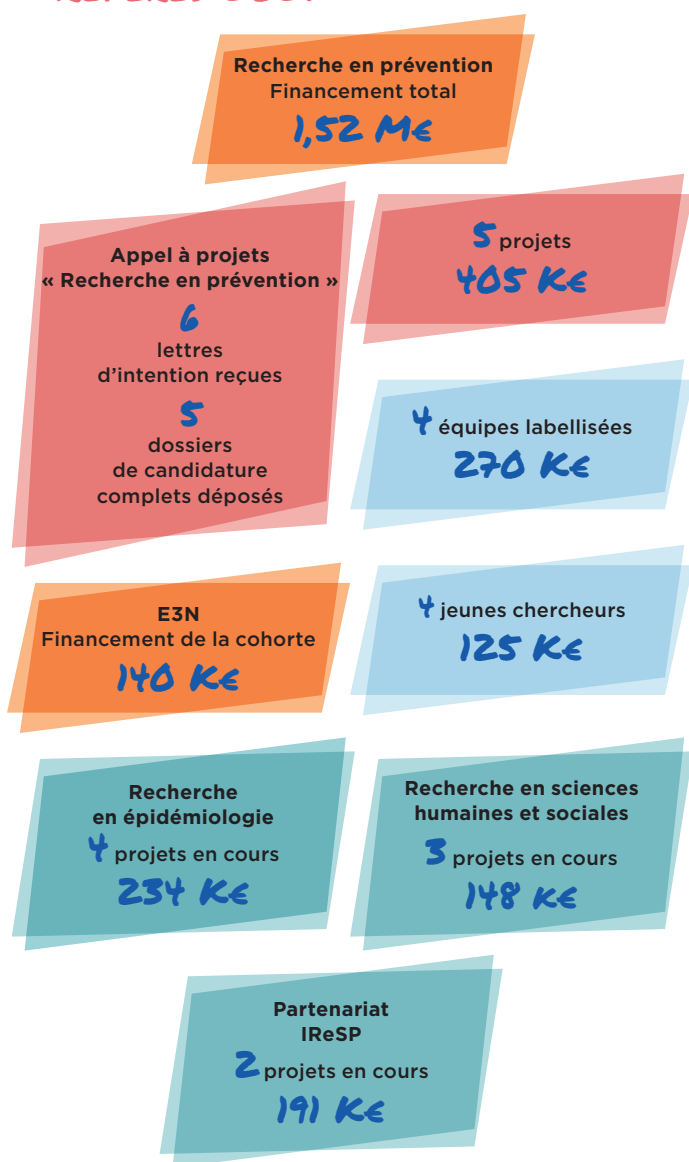 Recherche en prévention
Financement total
1,52 M€
Appel à projets
« Recherche en prévention »
6
lettres
d'intention reçues
5
dossiers
de candidature
complets déposés
5 projets
405 K€
4 équipes labellisées
270 K€
E3N
Financement de la cohorte
140 K€
4 jeunes chercheurs
125 K€
Recherche
en épidémiologie
4 projets en cours
234 K€
Recherche en sciences
humaines et sociales
3 projets en cours
148 K€
Partenariat
IReSP
2 projets en cours
191 K€